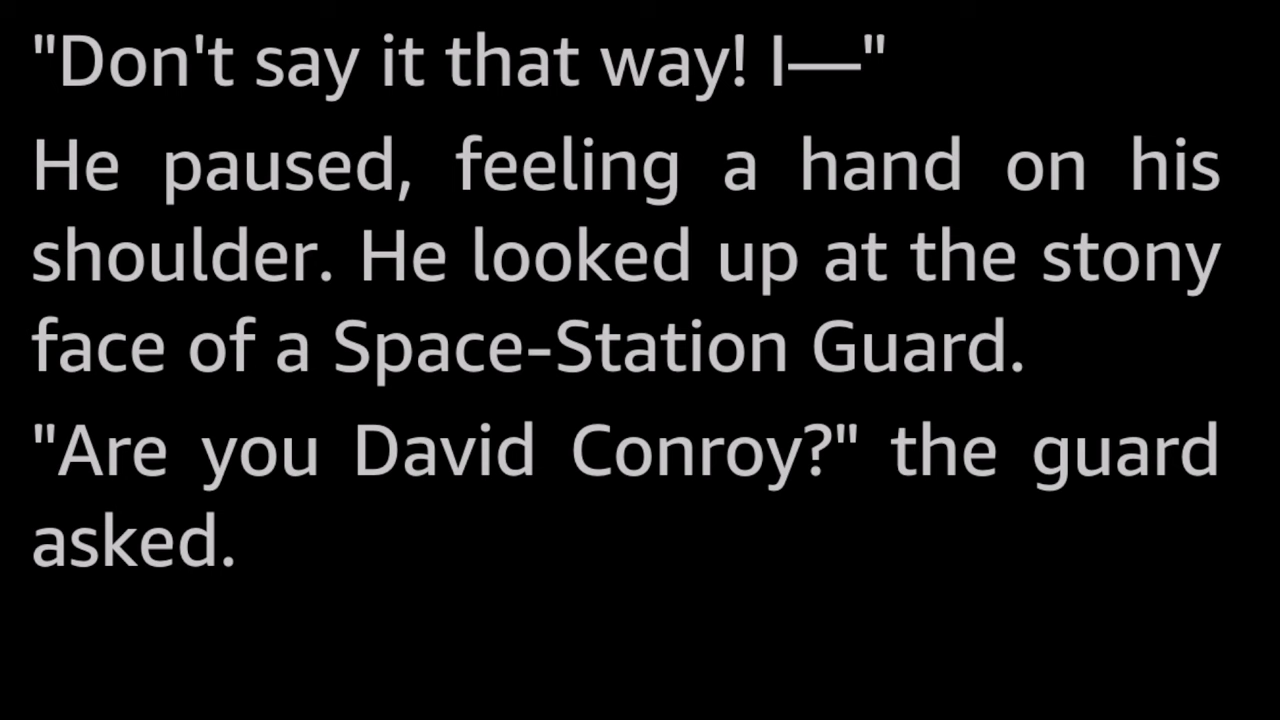 "Don't say it that way! I—"
He paused, feeling a hand on his
shoulder. He looked up at the stony
face of a Space-Station Guard.
"Are you David Conroy?" the guard
asked.